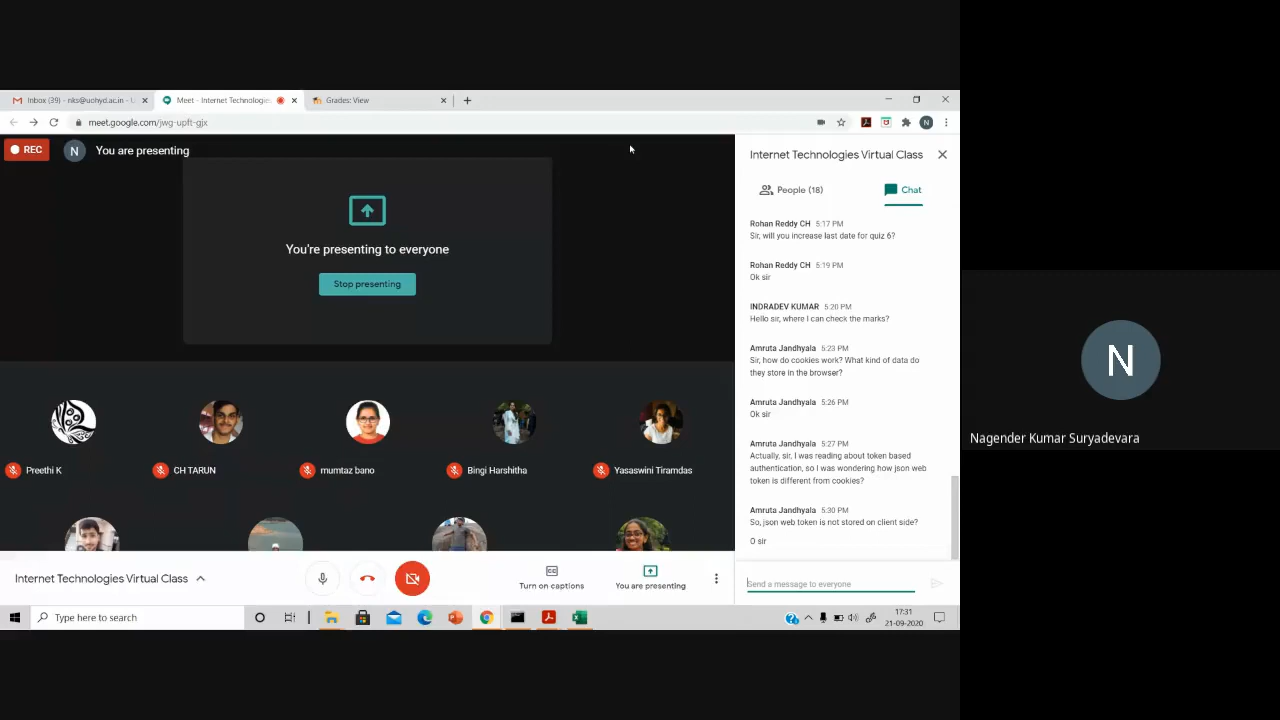 Inbox (39) - nks@uohyd.ac.in - U
Meet - Internet Technologies
Grades: View
meet.google.com/jwg-upft-gjx
N
REC
N
You are presenting
You're presenting to everyone
Stop presenting
Preethi K
CH TARUN
mumtaz bano
Bingi Harshitha
Yasaswini Tiramdas
Internet Technologies Virtual Class
Turn on captions
You are presenting
Internet Technologies Virtual Class
People (18)
Chat
Rohan Reddy CH 5:17 PM
Sir, will you increase last date for quiz 6?
Rohan Reddy CH 5:19 PM
Ok sir
INDRADEV KUMAR 5:20 PM
Hello sir, where I can check the marks?
Amruta Jandhyala 5:23 PM
Sir, how do cookies work? What kind of data do
they store in the browser?
Amruta Jandhyala 5:26 PM
Ok sir
Amruta Jandhyala 5:27 PM
Actually, sir, I was reading about token based
authentication, so I was wondering how json web
token is different from cookies?
Amruta Jandhyala 5:30 PM
So, json web token is not stored on client side?
O sir
Send a message to everyone
Type here to search
17:31
21-09-2020
N
Nagender Kumar Suryadevara